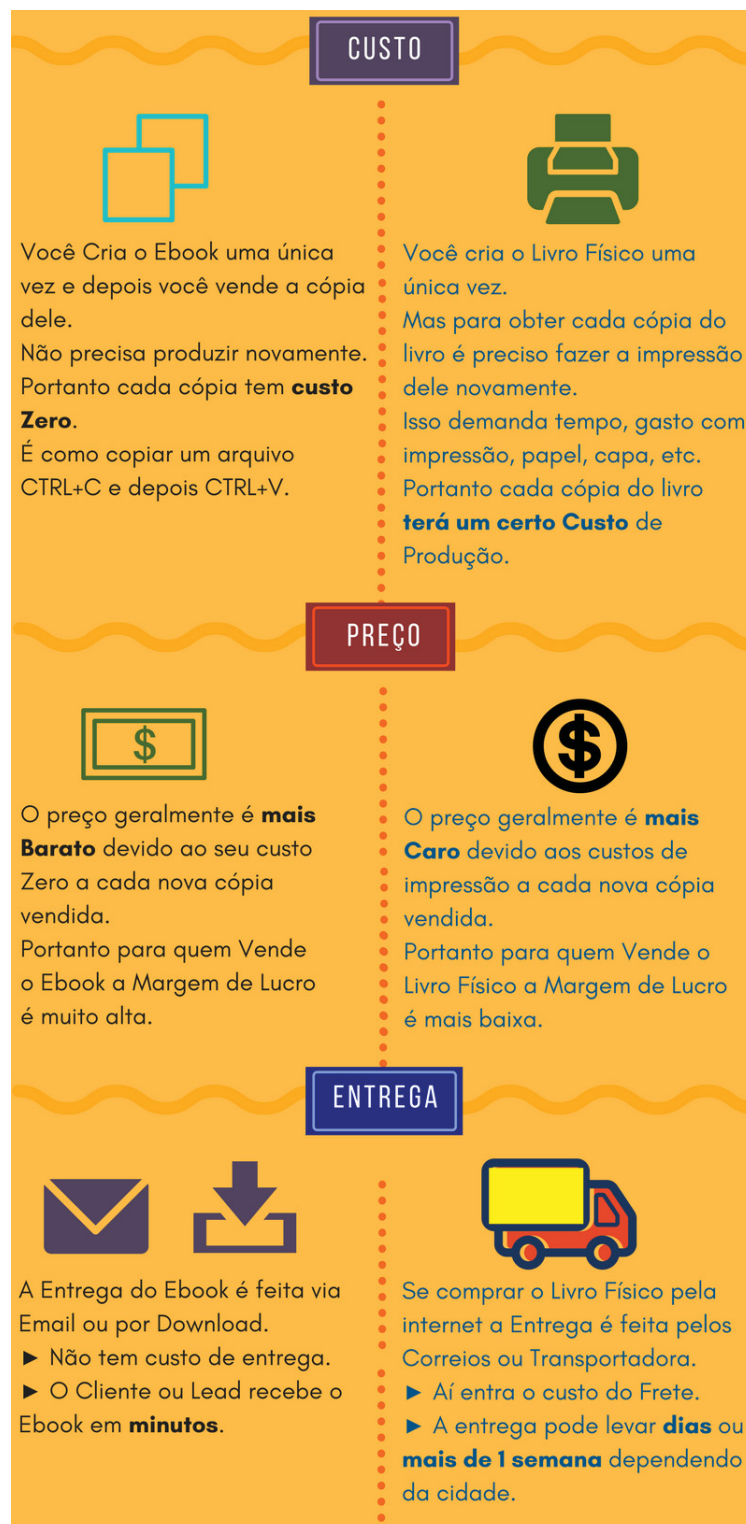 CUSTO
Você Cria o Ebook uma única
vez e depois você vende a cópia
dele.
Não precisa produzir novamente.
Portanto cada cópia tem custo
Zero.
É como copiar um arquivo
CTRL+C e depois CTRL+V.
Você cria o Livro Físico uma
única vez.
Mas para obter cada cópia do
livro é preciso fazer a impressão
dele novamente.
Isso demanda tempo, gasto com
impressão, papel, capa, etc.
Portanto cada cópia do livro
terá um certo Custo de
Produção.
PREÇO
$
O preço geralmente é mais
Barato devido ao seu custo
Zero a cada nova cópia
vendida.
Portanto para quem Vende
o Ebook a Margem de Lucro
é muito alta.
$
O preço geralmente é mais
Caro devido aos custos de
impressão a cada nova cópia
vendida.
Portanto para quem Vende o
Livro Físico a Margem de Lucro
é mais baixa.
ENTREGA
A Entrega do Ebook é feita via
Email ou por Download.
► Não tem custo de entrega.
► O Cliente ou Lead recebe o
Ebook em minutos.
Se comprar o Livro Físico pela
internet a Entrega é feita pelos
Correios ou Transportadora.
► Aí entra o custo do Frete.
► A entrega pode levar dias ou
mais de 1 semana dependendo
da cidade.